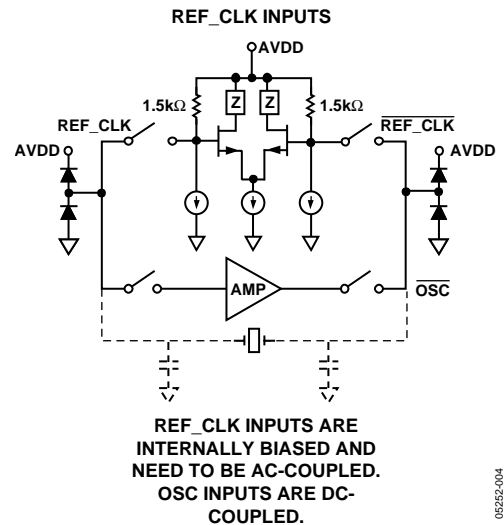 REF_CLK INPUTS
AVDD
1.5kΩ
Z
Z
1.5kΩ
REF_CLK
REF_CLK
AVDD
AVDD
AMP
OSC
REF_CLK INPUTS ARE
INTERNALLY BIASED AND
NEED TO BE AC-COUPLED.
OSC INPUTS ARE DC-
COUPLED.
05252-004